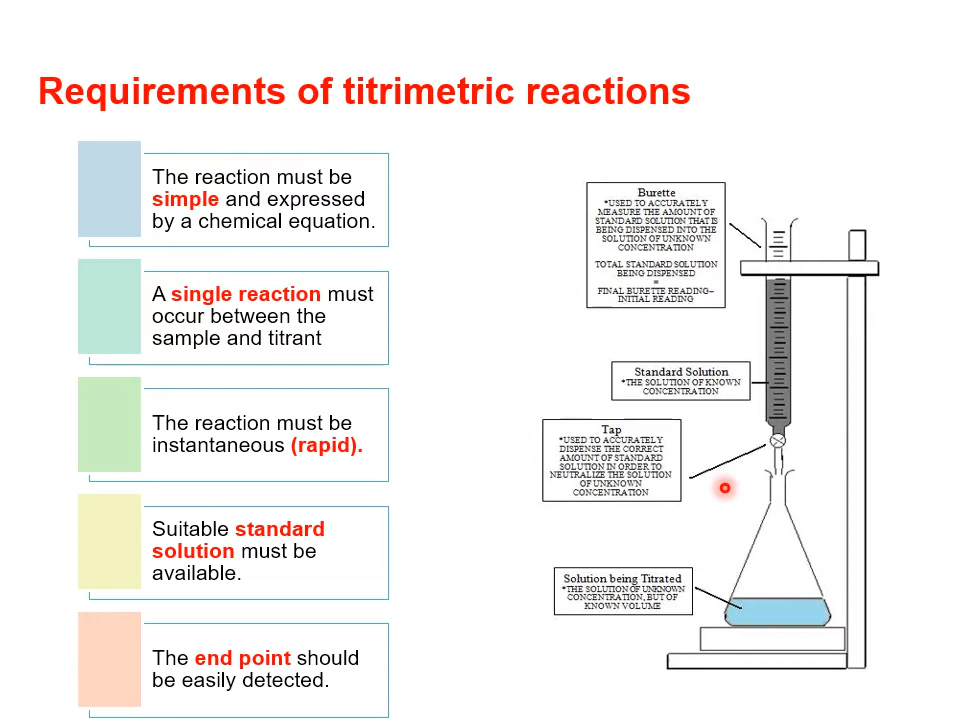 Requirements of titrimetric reactions
The reaction must be
simple and expressed
by a chemical equation.
A single reaction must
occur between the
sample and titrant
The reaction must be
instantaneous (rapid).
Suitable standard
solution must be
available.
The end point should
be easily detected.
Burette
*USED TO ACCURATELY
MEASURE THE AMOUNT OF
STANDARD SOLUTION THAT IS
BEING DISPENSED INTO THE
SOLUTION OF UNKNOWN
CONCENTRATION
TOTAL STANDARD SOLUTION
BEING DISPENSED
=
FINAL BURETTE READING–
INITIAL READING
Standard Solution
*THE SOLUTION OF KNOWN
CONCENTRATION
Tap
*USED TO ACCURATELY
DISPENSE THE CORRECT
AMOUNT OF STANDARD
SOLUTION IN ORDER TO
NEUTRALIZE THE SOLUTION
OF UNKNOWN
CONCENTRATION
Solution being Titrated
*THE SOLUTION OF UNKNOWN
CONCENTRATION, BUT OF
KNOWN VOLUME